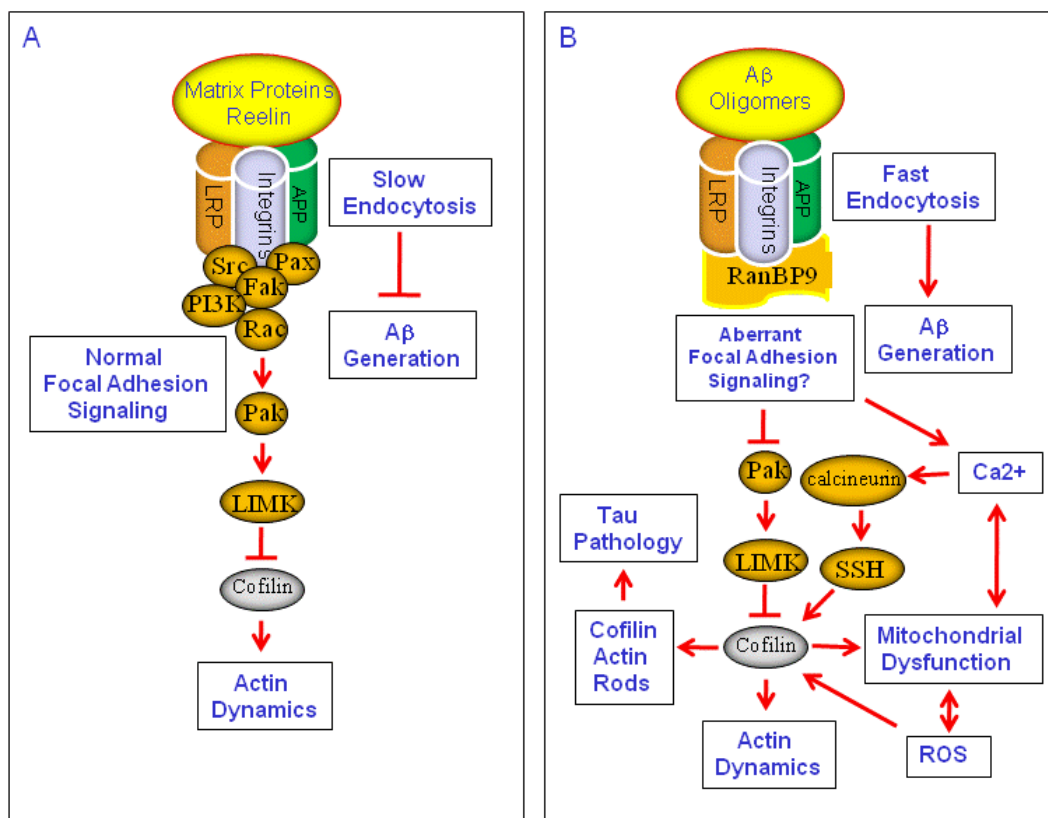 A
Matrix Proteins
Reelin
LRP
Integrins
APP
Slow
Endocytosis
Src
Pax
Fak
PI3K
Rac
Aβ
Generation
Normal
Focal Adhesion
Signaling
Pak
LIMK
Cofilin
Actin
Dynamics
B
Aβ
Oligomers
LRP
Integrins
APP
Fast
Endocytosis
RanBP9
Aβ
Generation
Aberrant
Focal Adhesion
Signaling?
Pak
calcineurin
Ca2+
Tau
Pathology
LIMK
SSH
Cofilin
Actin
Rods
Cofilin
Mitochondrial
Dysfunction
Actin
Dynamics
ROS